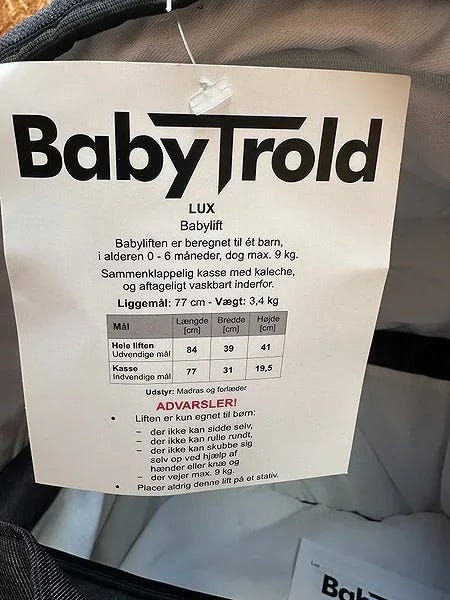 BabyTrold
LUX
Babylift
Babyliften er beregnet til ét barn,
i alderen 0 - 6 måneder, dog max. 9 kg.
Sammenklappelig kasse med kaleche,
og aftageligt vaskbart inderfor.
Liggemål: 77 cm - Vægt: 3,4 kg
Mål Længde [cm] Bredde [cm] Højde [cm]
Hele liften Udvendige mål 84 39 41
Kasse Indvendige mål 77 31 19,5
Udstyr: Madras og forlæder
ADVARSLER!
• Liften er kun egnet til børn:
– der ikke kan sidde selv,
– der ikke kan rulle rundt,
– der ikke kan skubbe sig
selv op ved hjælp af
hænder eller knæ og
– der vejer max. 9 kg.
• Placer aldrig denne lift på et stativ.
Lux
Bab